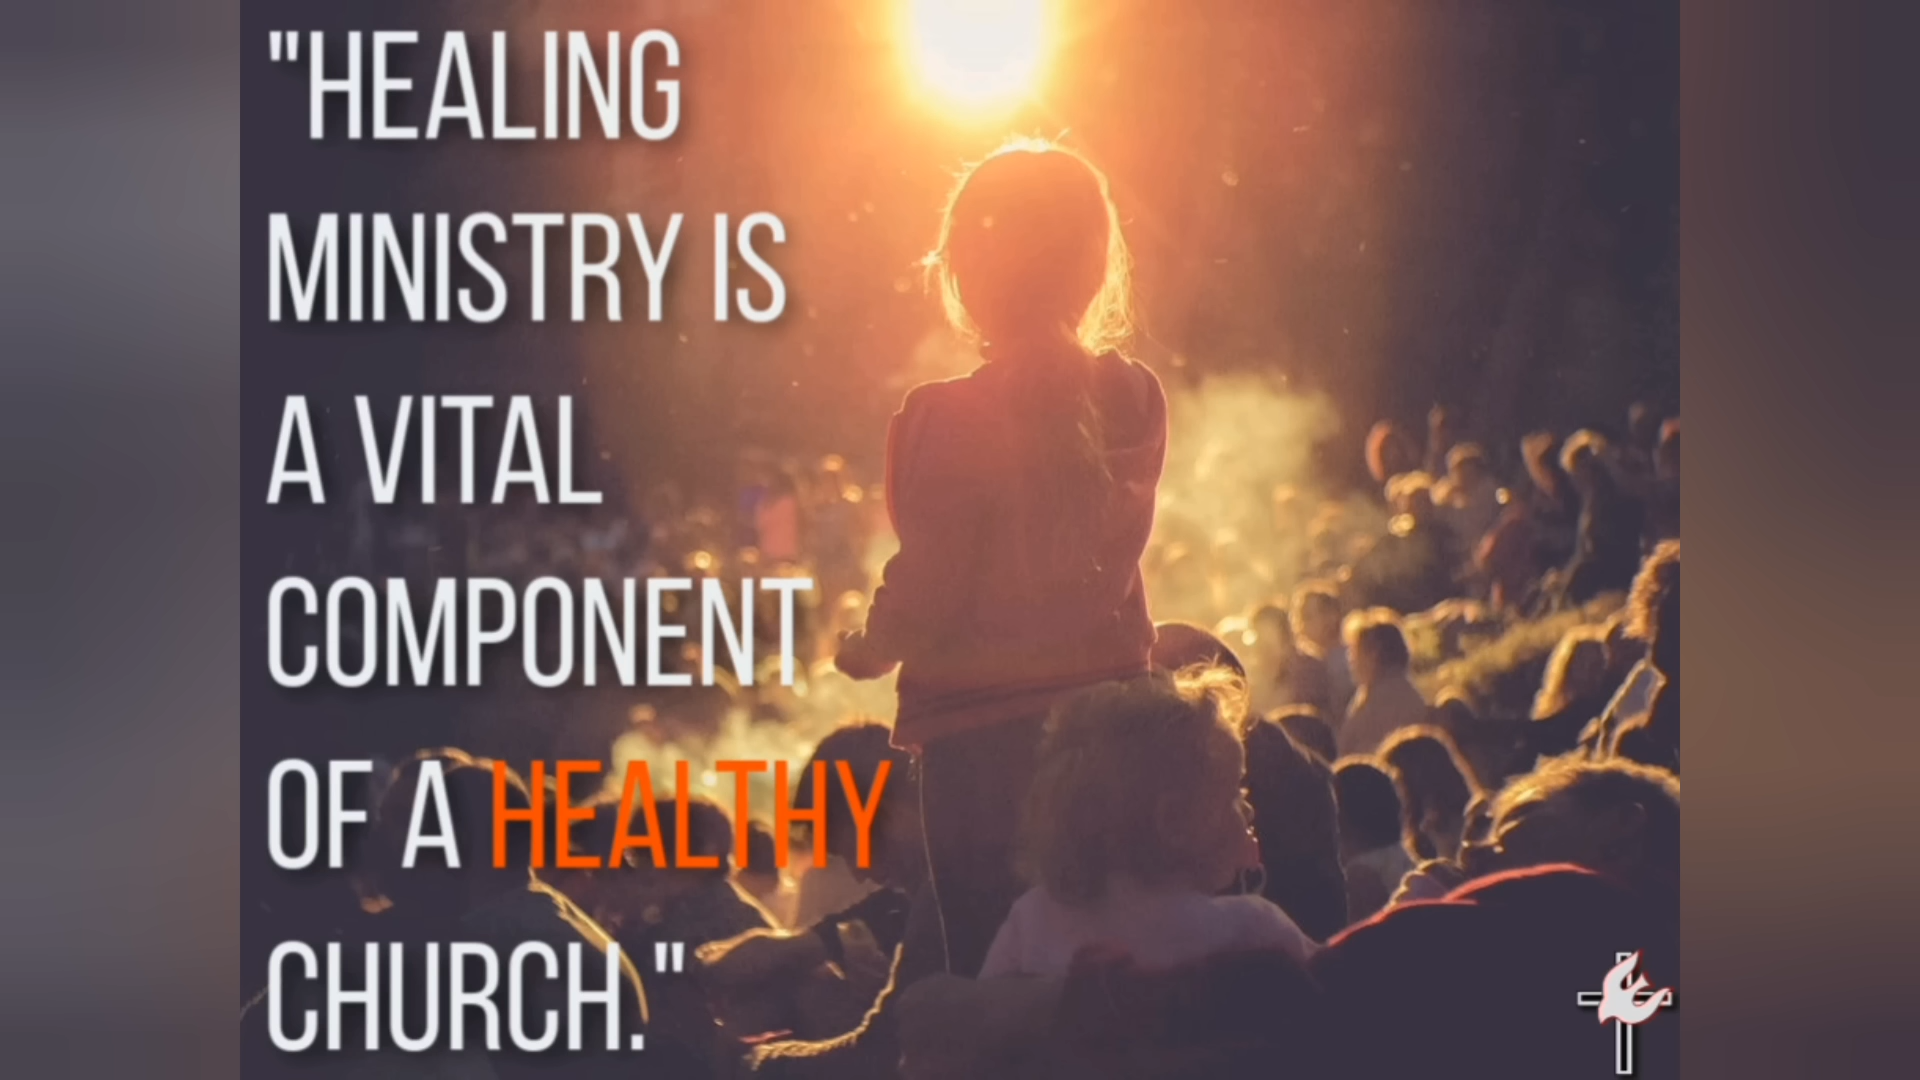 "HEALING
MINISTRY IS
A VITAL
COMPONENT
OF A HEALTHY
CHURCH."